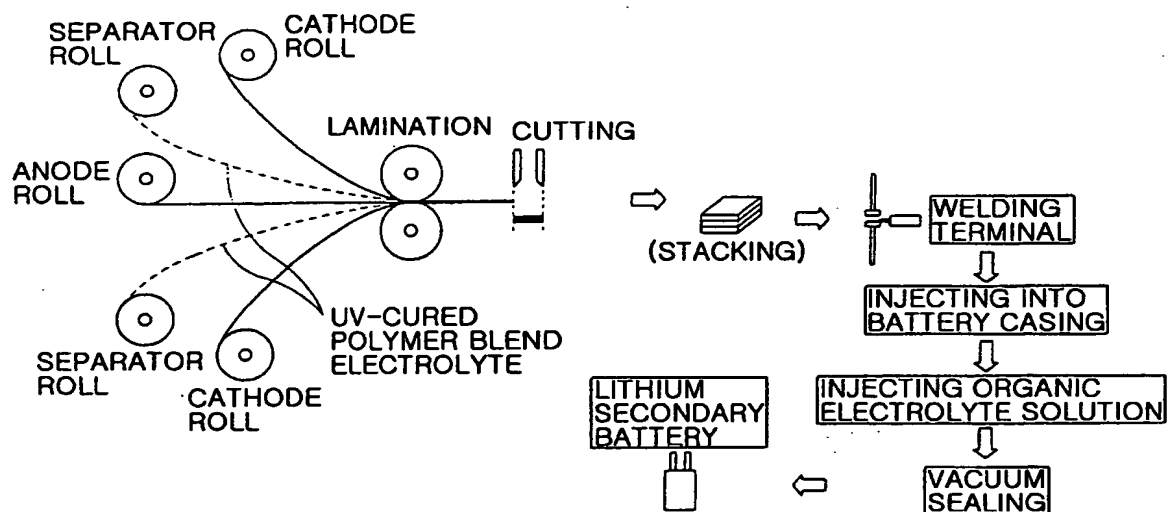 SEPARATOR
ROLL
CATHODE
ROLL
LAMINATION
CUTTING
ANODE
ROLL
(STACKING)
WELDING
TERMINAL
INJECTING INTO
BATTERY CASING
UV-CURED
POLYMER BLEND
ELECTROLYTE
SEPARATOR
ROLL
CATHODE
ROLL
LITHIUM
SECONDARY
BATTERY
INJECTING ORGANIC
ELECTROLYTE SOLUTION
VACUUM
SEALING